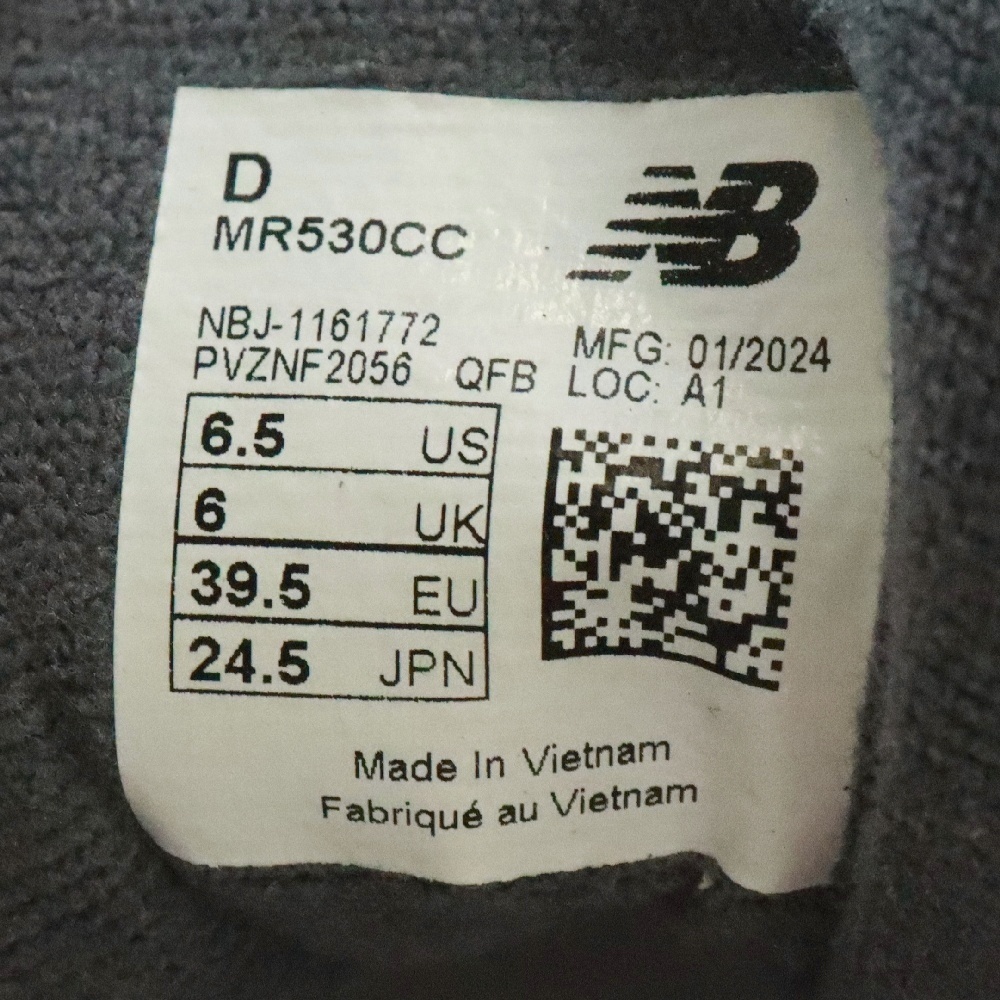 D
NB
MR530CC
NBJ-1161772
PVZNF2056 QFB
MFG: 01/2024
LOC: A1
6.5 US
6 UK
39.5 EU
24.5 JPN
Made In Vietnam
Fabriqué au Vietnam